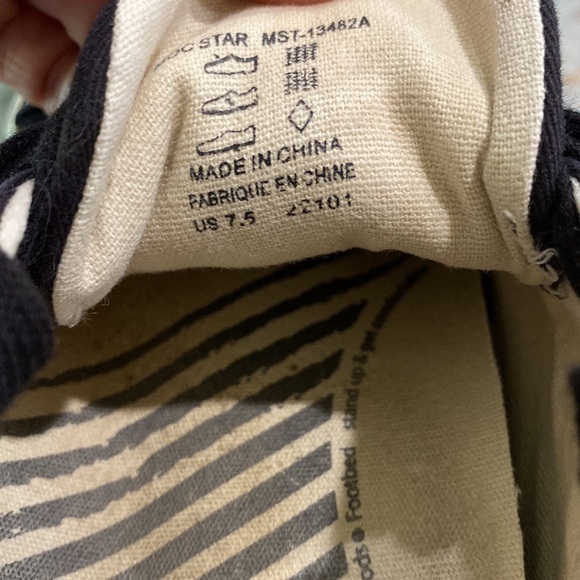 STAR MST-13482A
MADE IN CHINA
FABRIQUE EN CHINE
US 7.5 22101
Footbed stand up & get